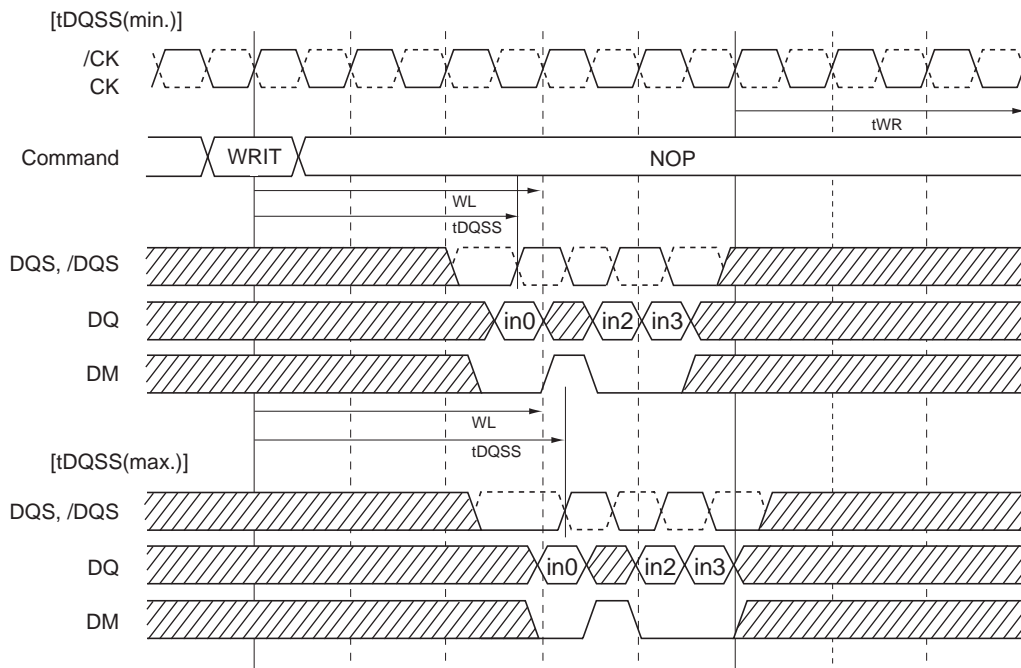 [tDQSS(min.)]
/CK
CK
tWR
Command WRIT NOP
WL
tDQSS
DQS, /DQS
DQ in0 in2 in3
DM
WL
tDQSS
[tDQSS(max.)]
DQS, /DQS
DQ in0 in2 in3
DM